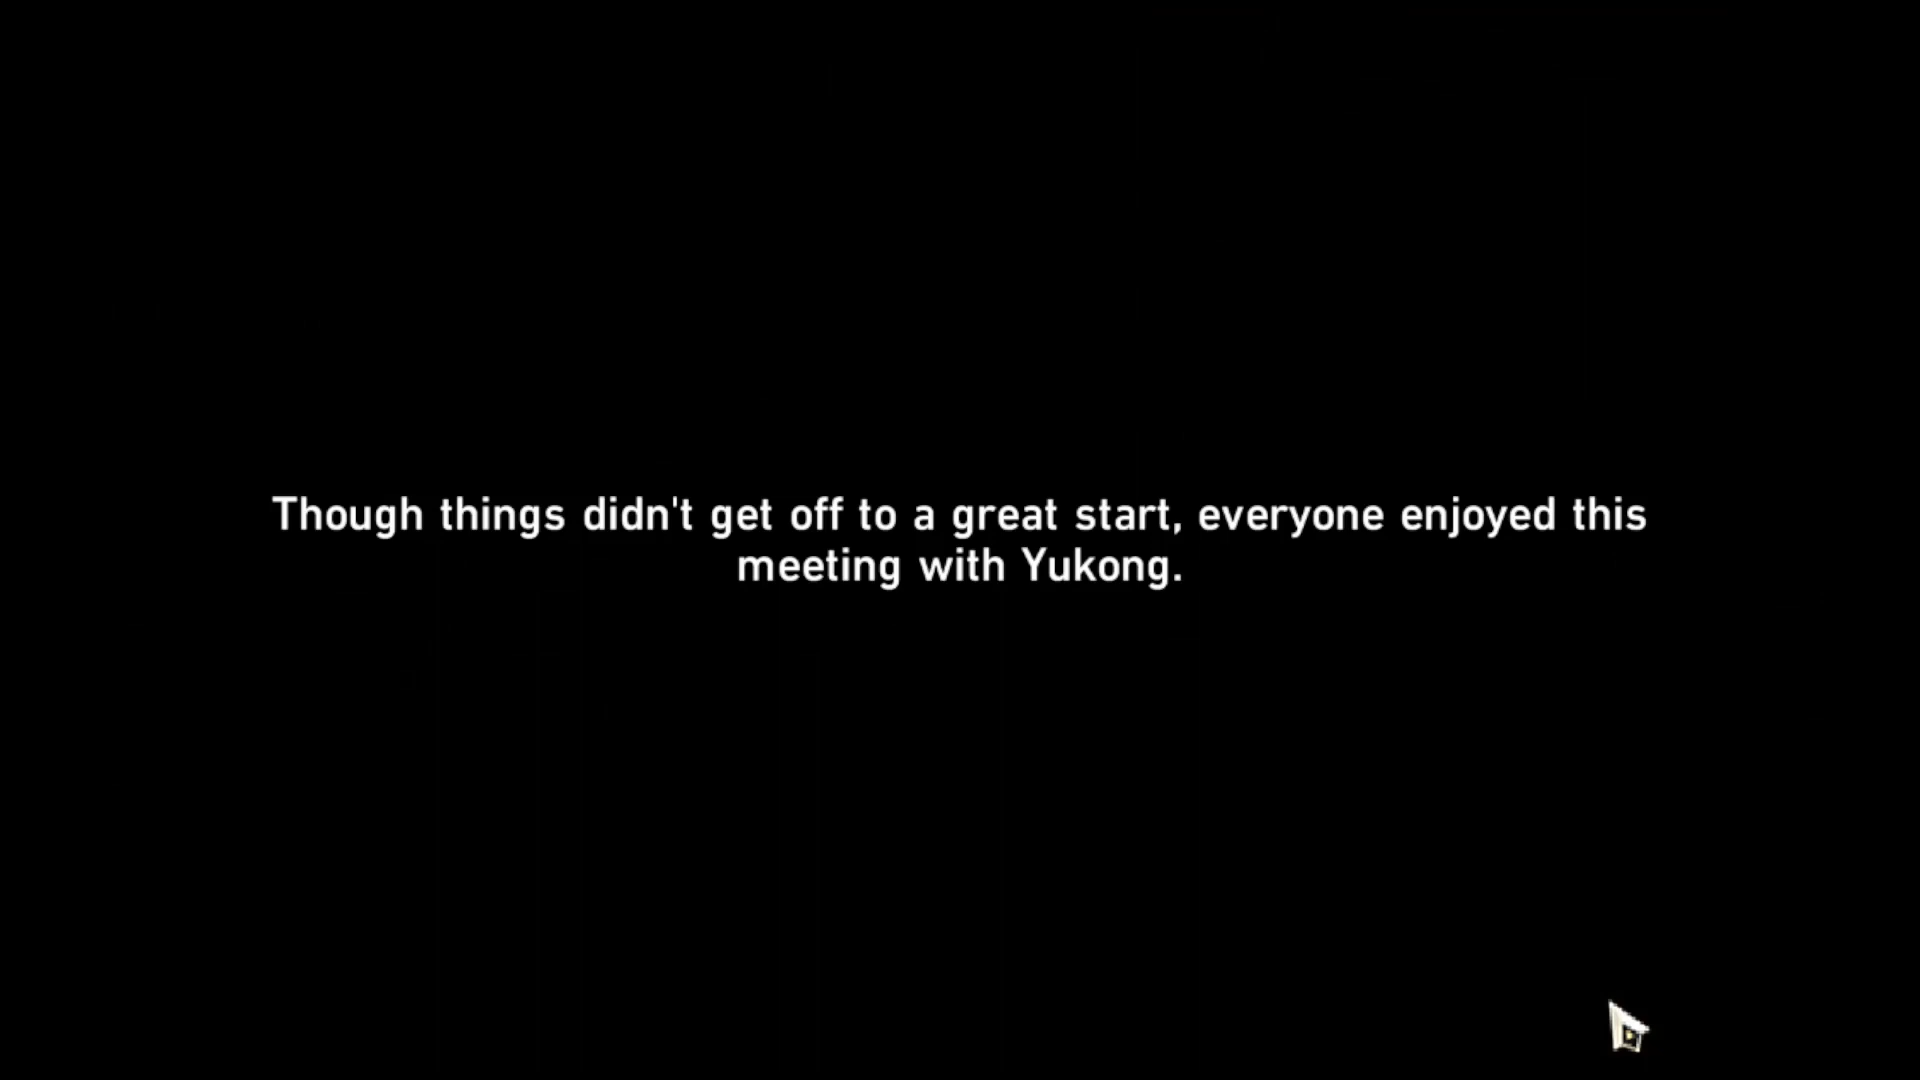 Though things didn't get off to a great start, everyone enjoyed this
meeting with Yukong.